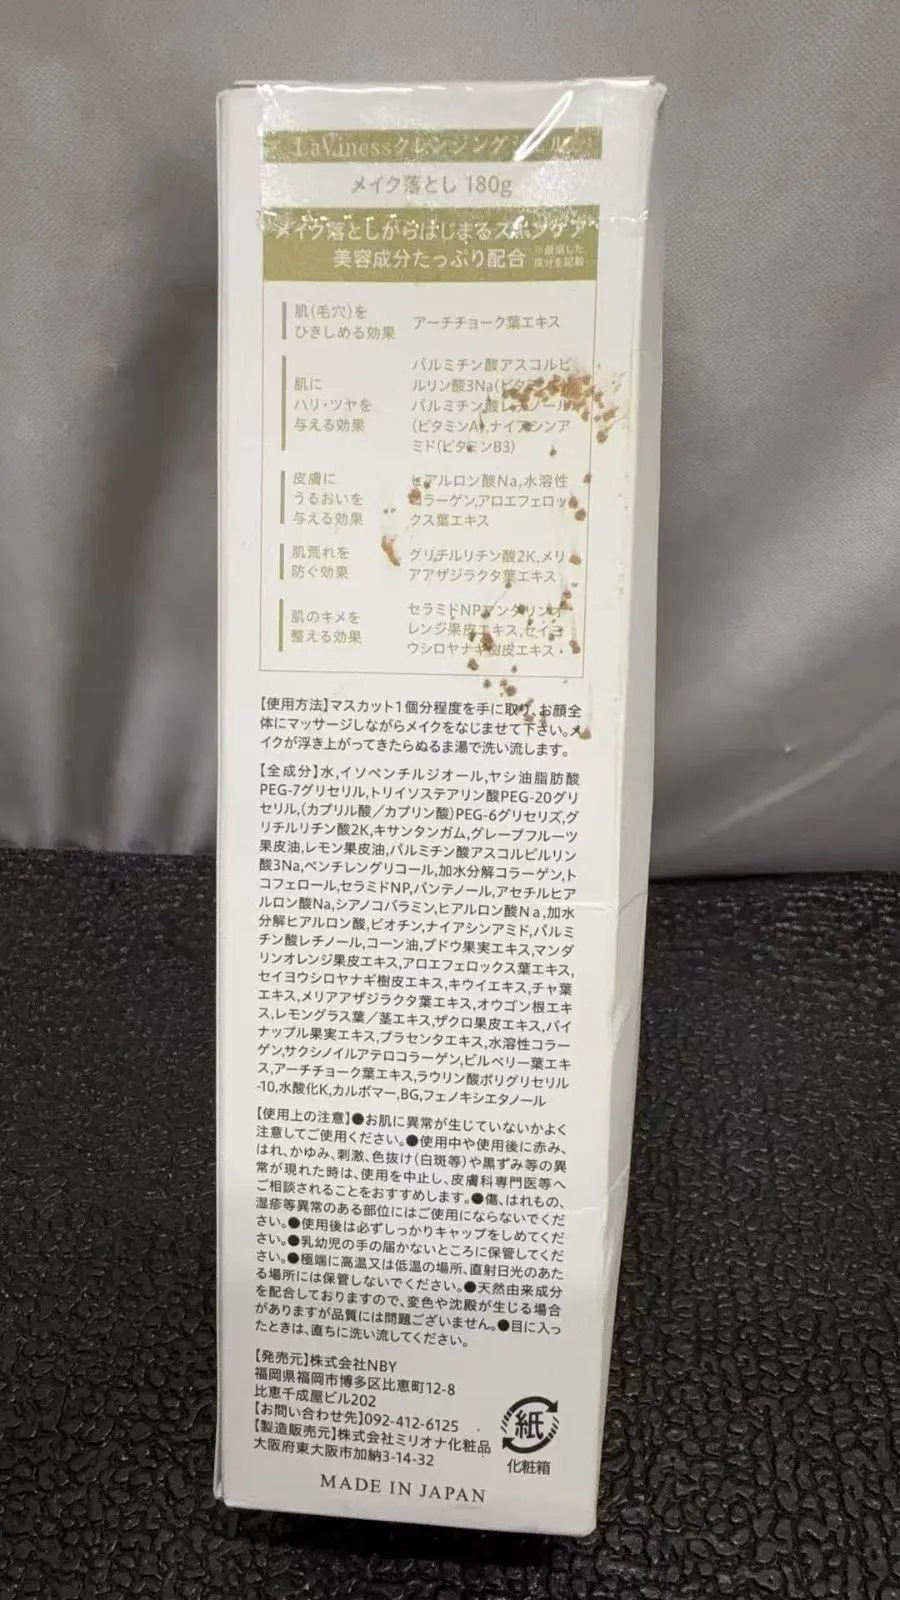 LaVinessクレンジングジェル
メイク落とし 180g
メイク落としからはじまるスキンケア
美容成分たっぷり配合 ※厳選した
成分を記載
肌(毛穴)を
ひきしめる効果
アーチチョーク葉エキス
肌に
ハリ・ツヤを
与える効果
パルミチン酸アスコルビ
ルリン酸3Na(ビタミンC)
パルミチン酸レチノール
(ビタミンA),ナイアシンア
ミド(ビタミンB3)
皮膚に
うるおいを
与える効果
ヒアルロン酸Na,水溶性
コラーゲン,アロエフェロッ
クス葉エキス
肌荒れを
防ぐ効果
グリチルリチン酸2K,メリ
アアザジラクタ葉エキス
肌のキメを
整える効果
セラミドNP,マンダリンオ
レンジ果皮エキス,セイヨ
ウシロヤナギ樹皮エキス・
【使用方法】マスカット1個分程度を手に取り、お顔全
体にマッサージしながらメイクをなじませて下さい。メ
イクが浮き上がってきたらぬるま湯で洗い流します。
【全成分】水,イソペンチルジオール,ヤシ油脂肪酸
PEG-7グリセリル,トリイソステアリン酸PEG-20グリ
セリル,(カプリル酸／カプリン酸)PEG-6グリセリズ,グ
リチルリチン酸2K,キサンタンガム,グレープフルーツ
果皮油,レモン果皮油,パルミチン酸アスコルビルリン
酸3Na,ペンチレングリコール,加水分解コラーゲン,ト
コフェロール,セラミドNP,パンテノール,アセチルヒア
ルロン酸Na,シアノコバラミン,ヒアルロン酸Na,加水
分解ヒアルロン酸,ビオチン,ナイアシンアミド,パルミ
チン酸レチノール,コーン油,ブドウ果実エキス,マンダ
リンオレンジ果皮エキス,アロエフェロックス葉エキス,
セイヨウシロヤナギ樹皮エキス,キウイエキス,チャ葉
エキス,メリアアザジラクタ葉エキス,オウゴン根エキ
ス,レモングラス葉／茎エキス,ザクロ果皮エキス,パイ
ナップル果実エキス,プラセンタエキス,水溶性コラー
ゲン,サクシノイルアテロコラーゲン,ビルベリー葉エキ
ス,アーチチョーク葉エキス,ラウリン酸ポリグリセリル
-10,水酸化K,カルボマー,BG,フェノキシエタノール
【使用上の注意】●お肌に異常が生じていないかよく
注意してご使用ください。●使用中や使用後に赤み、
はれ、かゆみ、刺激、色抜け(白斑等)や黒ずみ等の異
常が現れた時は、使用を中止し、皮膚科専門医等へ
ご相談されることをおすすめします。●傷、はれもの、
湿疹等異常のある部位にはご使用にならないでくだ
さい。●使用後は必ずしっかりキャップをしめてくだ
さい。●乳幼児の手の届かないところに保管してくだ
さい。●極端に高温又は低温の場所、直射日光のあた
る場所には保管しないでください。●天然由来成分
を配合しておりますので、変色や沈殿が生じる場合
がありますが品質には問題ございません。●目に入っ
たときは、直ちに洗い流してください。
【発売元】株式会社NBY
福岡県福岡市博多区比恵町12-8
比恵千成屋ビル202
【お問い合わせ先】092-412-6125
【製造販売元】株式会社ミリオナ化粧品
大阪府東大阪市加納3-14-32
紙
化粧箱
MADE IN JAPAN